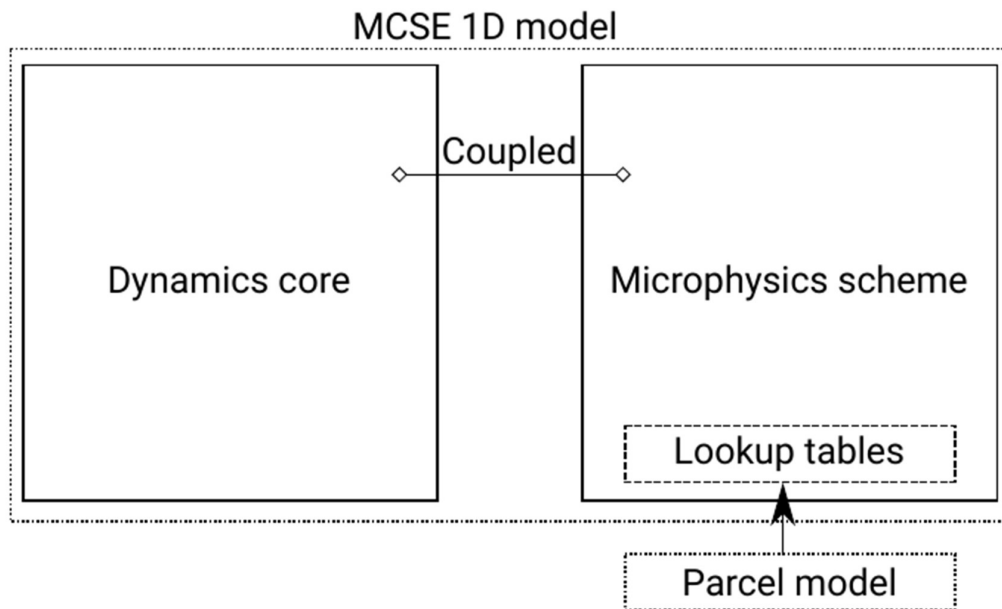 MCSE 1D model
Coupled
Dynamics core
Microphysics scheme
Lookup tables
Parcel model